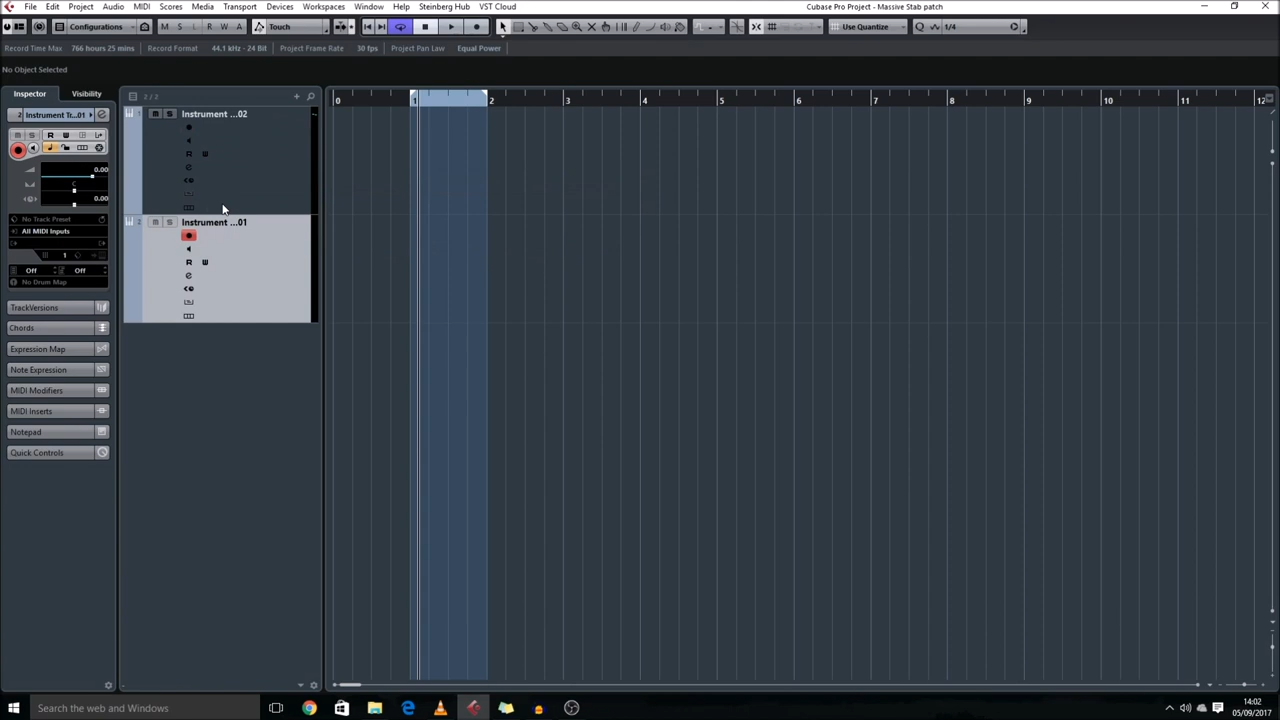 Cubase Pro Project - Massive Stab patch
File Edit Project Audio MIDI Scores Media Transport Devices Workspaces Window Help Steinberg Hub VST Cloud
Configurations M S L R W A Touch Use Quantize Q 1/4
Record Time Max 766 hours 25 mins Record Format 44.1 kHz - 24 Bit Project Frame Rate 30 fps Project Pan Law Equal Power
No Object Selected
Inspector Visibility 2 / 2
0 1 2 3 4 5 6 7 8 9 10 11 12
2 Instrument Tr...01
M S R W
0.00
C
0.00
No Track Preset
All MIDI Inputs
1
Off Off
No Drum Map
TrackVersions
Chords
Expression Map
Note Expression
MIDI Modifiers
MIDI Inserts
Notepad
Quick Controls
1 M S Instrument ...02
R W
2 M S Instrument ...01
R W
Search the web and Windows
14:02
05/09/2017